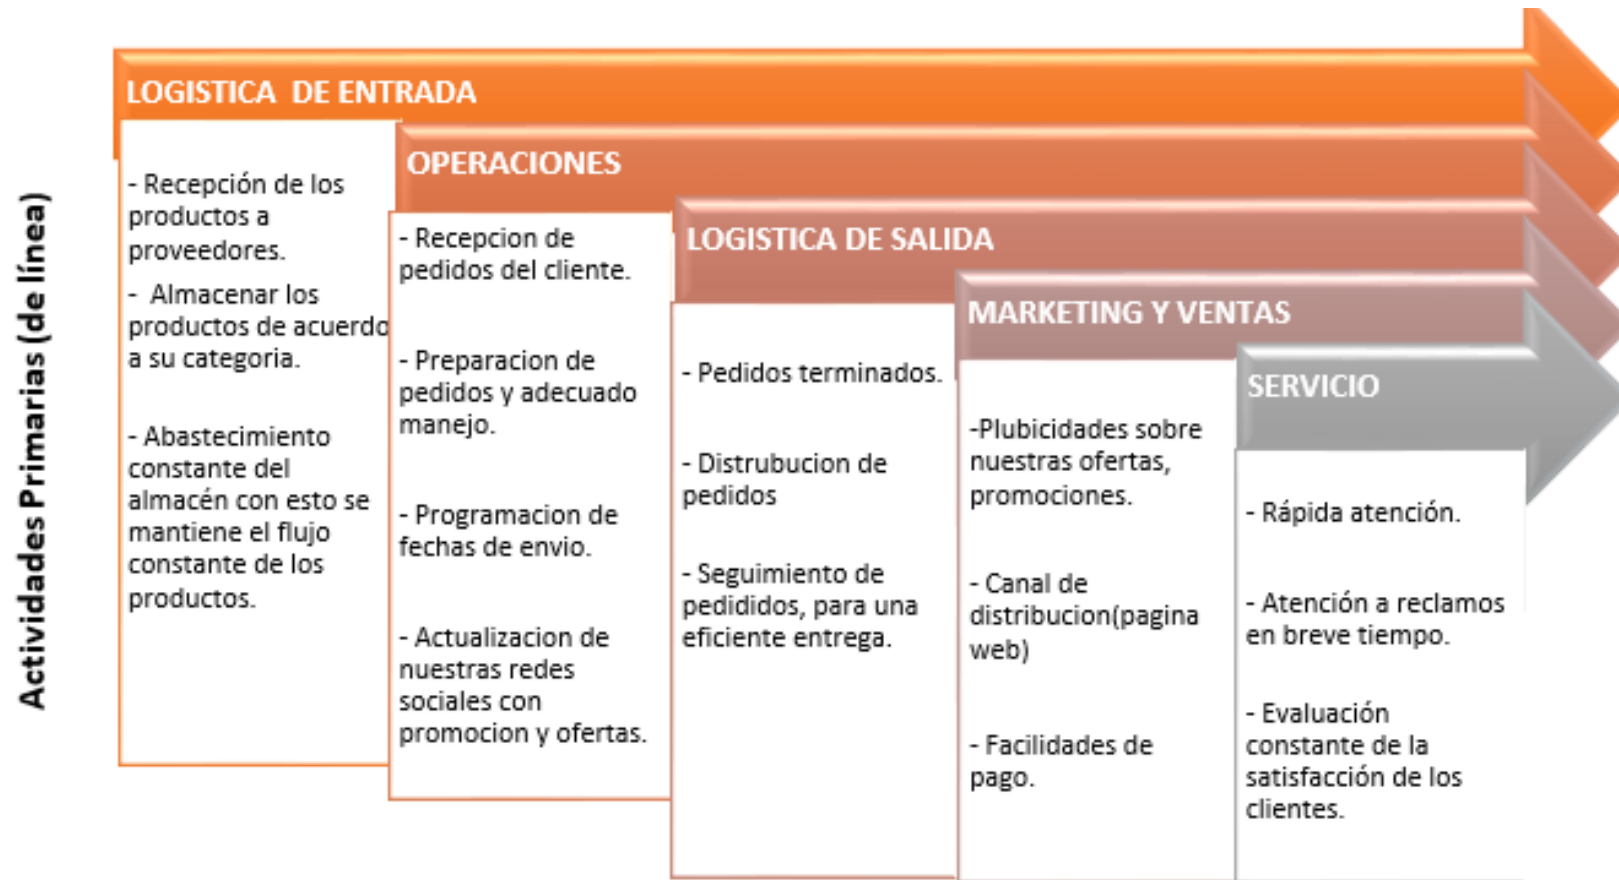 Actividades Primarias (de línea)
LOGISTICA DE ENTRADA
- Recepción de los
productos a
proveedores.
- Almacenar los
productos de acuerdo
a su categoria.
- Abastecimiento
constante del
almacén con esto se
mantiene el flujo
constante de los
productos.
OPERACIONES
- Recepcion de
pedidos del cliente.
- Preparacion de
pedidos y adecuado
manejo.
- Programacion de
fechas de envio.
- Actualizacion de
nuestras redes
sociales con
promocion y ofertas.
LOGISTICA DE SALIDA
- Pedidos terminados.
- Distrubucion de
pedidos
- Seguimiento de
pedididos, para una
eficiente entrega.
MARKETING Y VENTAS
-Plubicidades sobre
nuestras ofertas,
promociones.
- Canal de
distribucion(pagina
web)
- Facilidades de
pago.
SERVICIO
- Rápida atención.
- Atención a reclamos
en breve tiempo.
- Evaluación
constante de la
satisfacción de los
clientes.